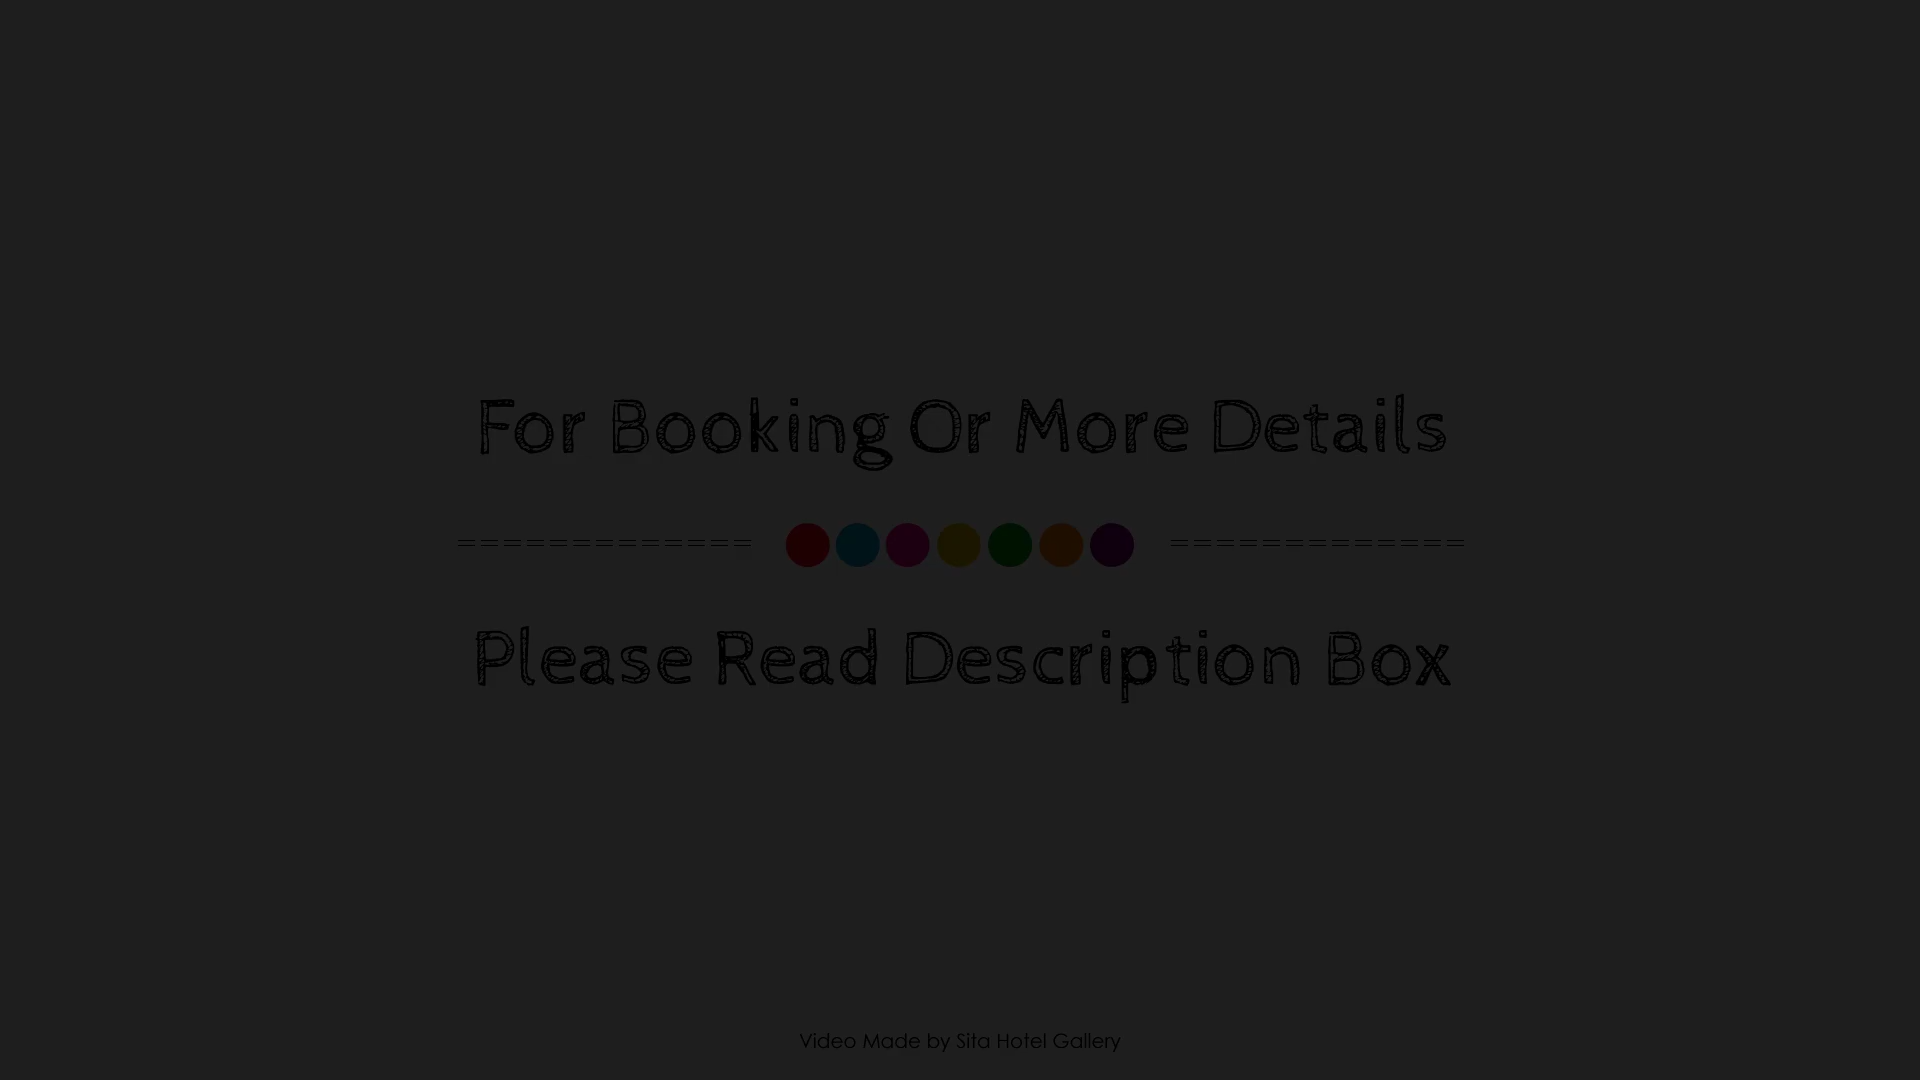 For Booking Or More Details
============= =============
Please Read Description Box
Video Made by Sita Hotel Gallery